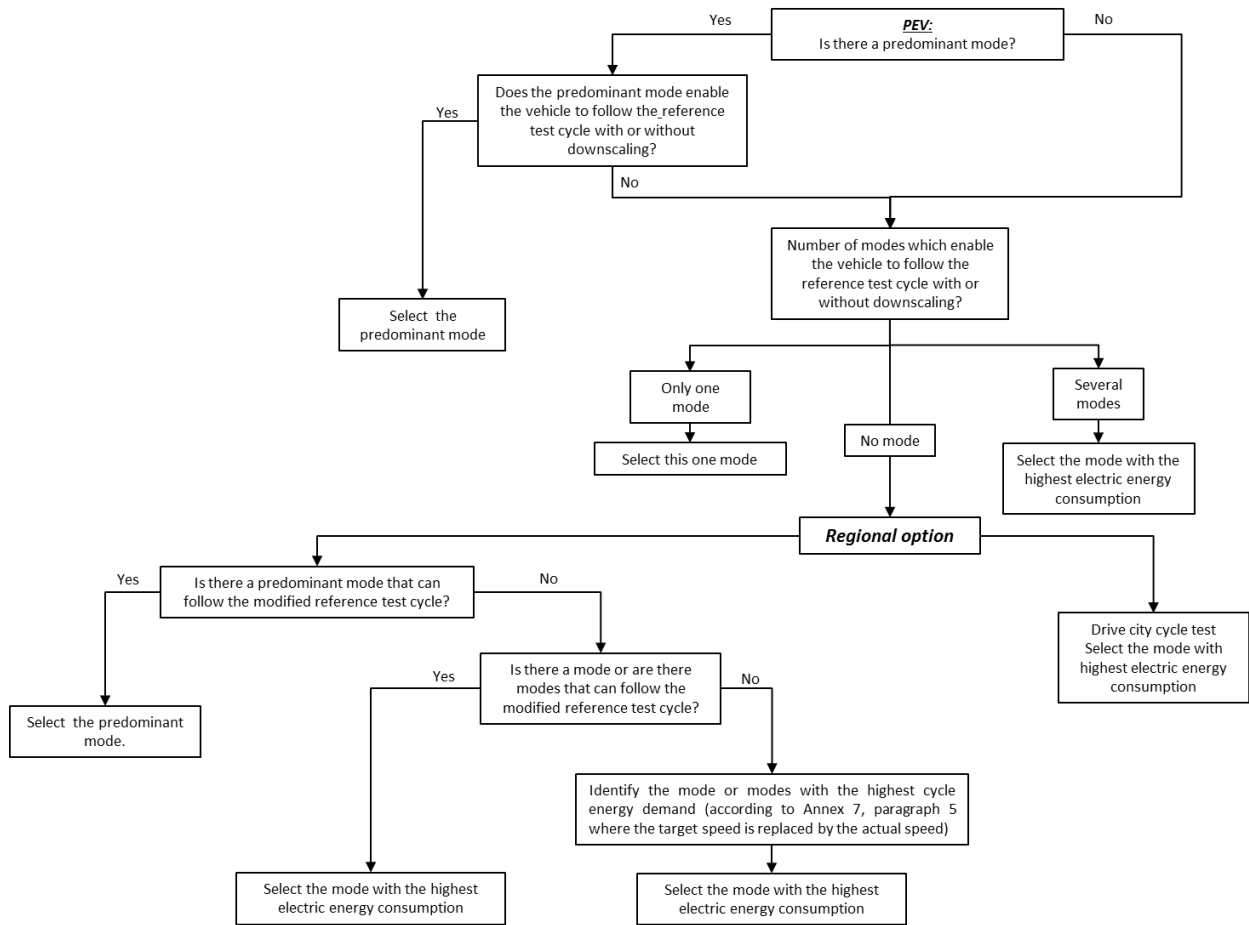 PEV:
Is there a predominant mode?
Yes
No
Does the predominant mode enable
the vehicle to follow the reference
test cycle with or without
downscaling?
Yes
No
Number of modes which enable
the vehicle to follow the
reference test cycle with or
without downscaling?
Select the
predominant mode
Only one
mode
Several
modes
No mode
Select this one mode
Select the mode with the
highest electric energy
consumption
Regional option
Yes
Is there a predominant mode that can
follow the modified reference test cycle?
No
Drive city cycle test
Select the mode with
highest electric energy
consumption
Yes
Is there a mode or are there
modes that can follow the
modified reference test cycle?
No
Select the predominant
mode.
Identify the mode or modes with the highest cycle
energy demand (according to Annex 7, paragraph 5
where the target speed is replaced by the actual speed)
Select the mode with the highest
electric energy consumption
Select the mode with the highest
electric energy consumption